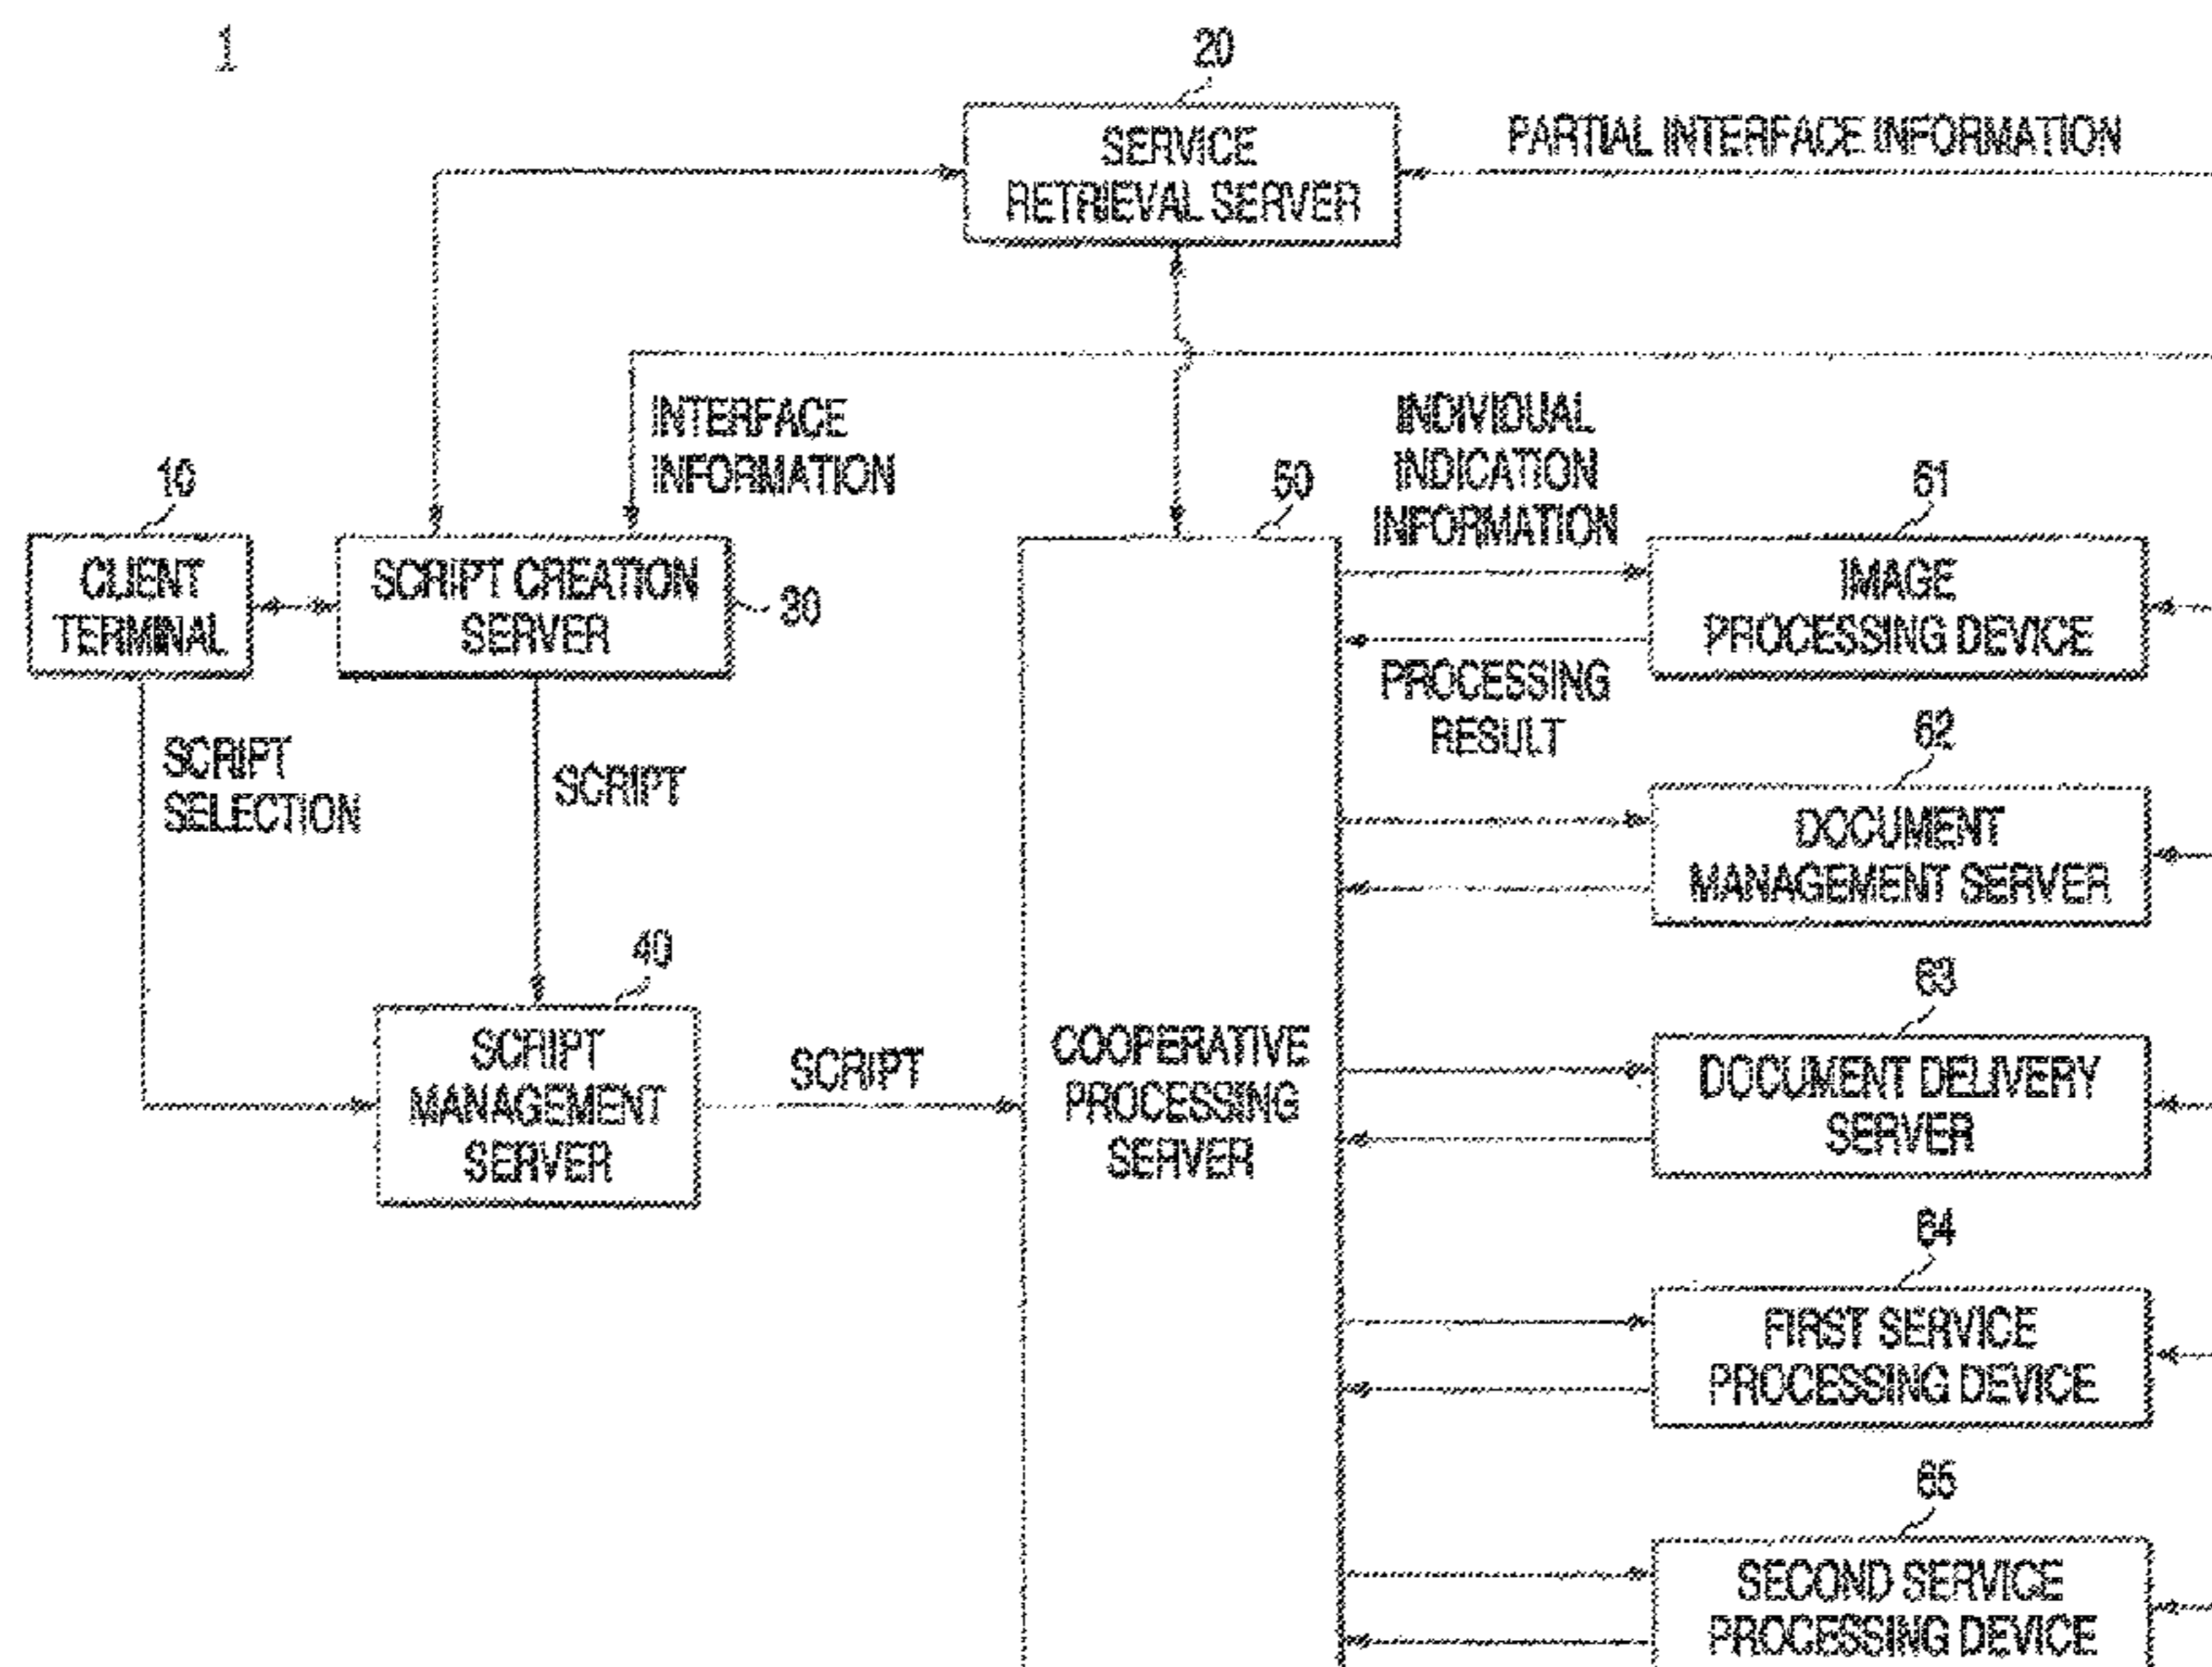 1
20
SERVICE
RETRIEVAL SERVER
PARTIAL INTERFACE INFORMATION
INTERFACE
INFORMATION
10
CLIENT
TERMINAL
SCRIPT CREATION
SERVER
30
50
INDIVIDUAL
INDICATION
INFORMATION
61
IMAGE
PROCESSING DEVICE
PROCESSING
RESULT
SCRIPT
SELECTION
SCRIPT
62
DOCUMENT
MANAGEMENT SERVER
40
SCRIPT
MANAGEMENT
SERVER
SCRIPT
COOPERATIVE
PROCESSING
SERVER
63
DOCUMENT DELIVERY
SERVER
64
FIRST SERVICE
PROCESSING DEVICE
65
SECOND SERVICE
PROCESSING DEVICE